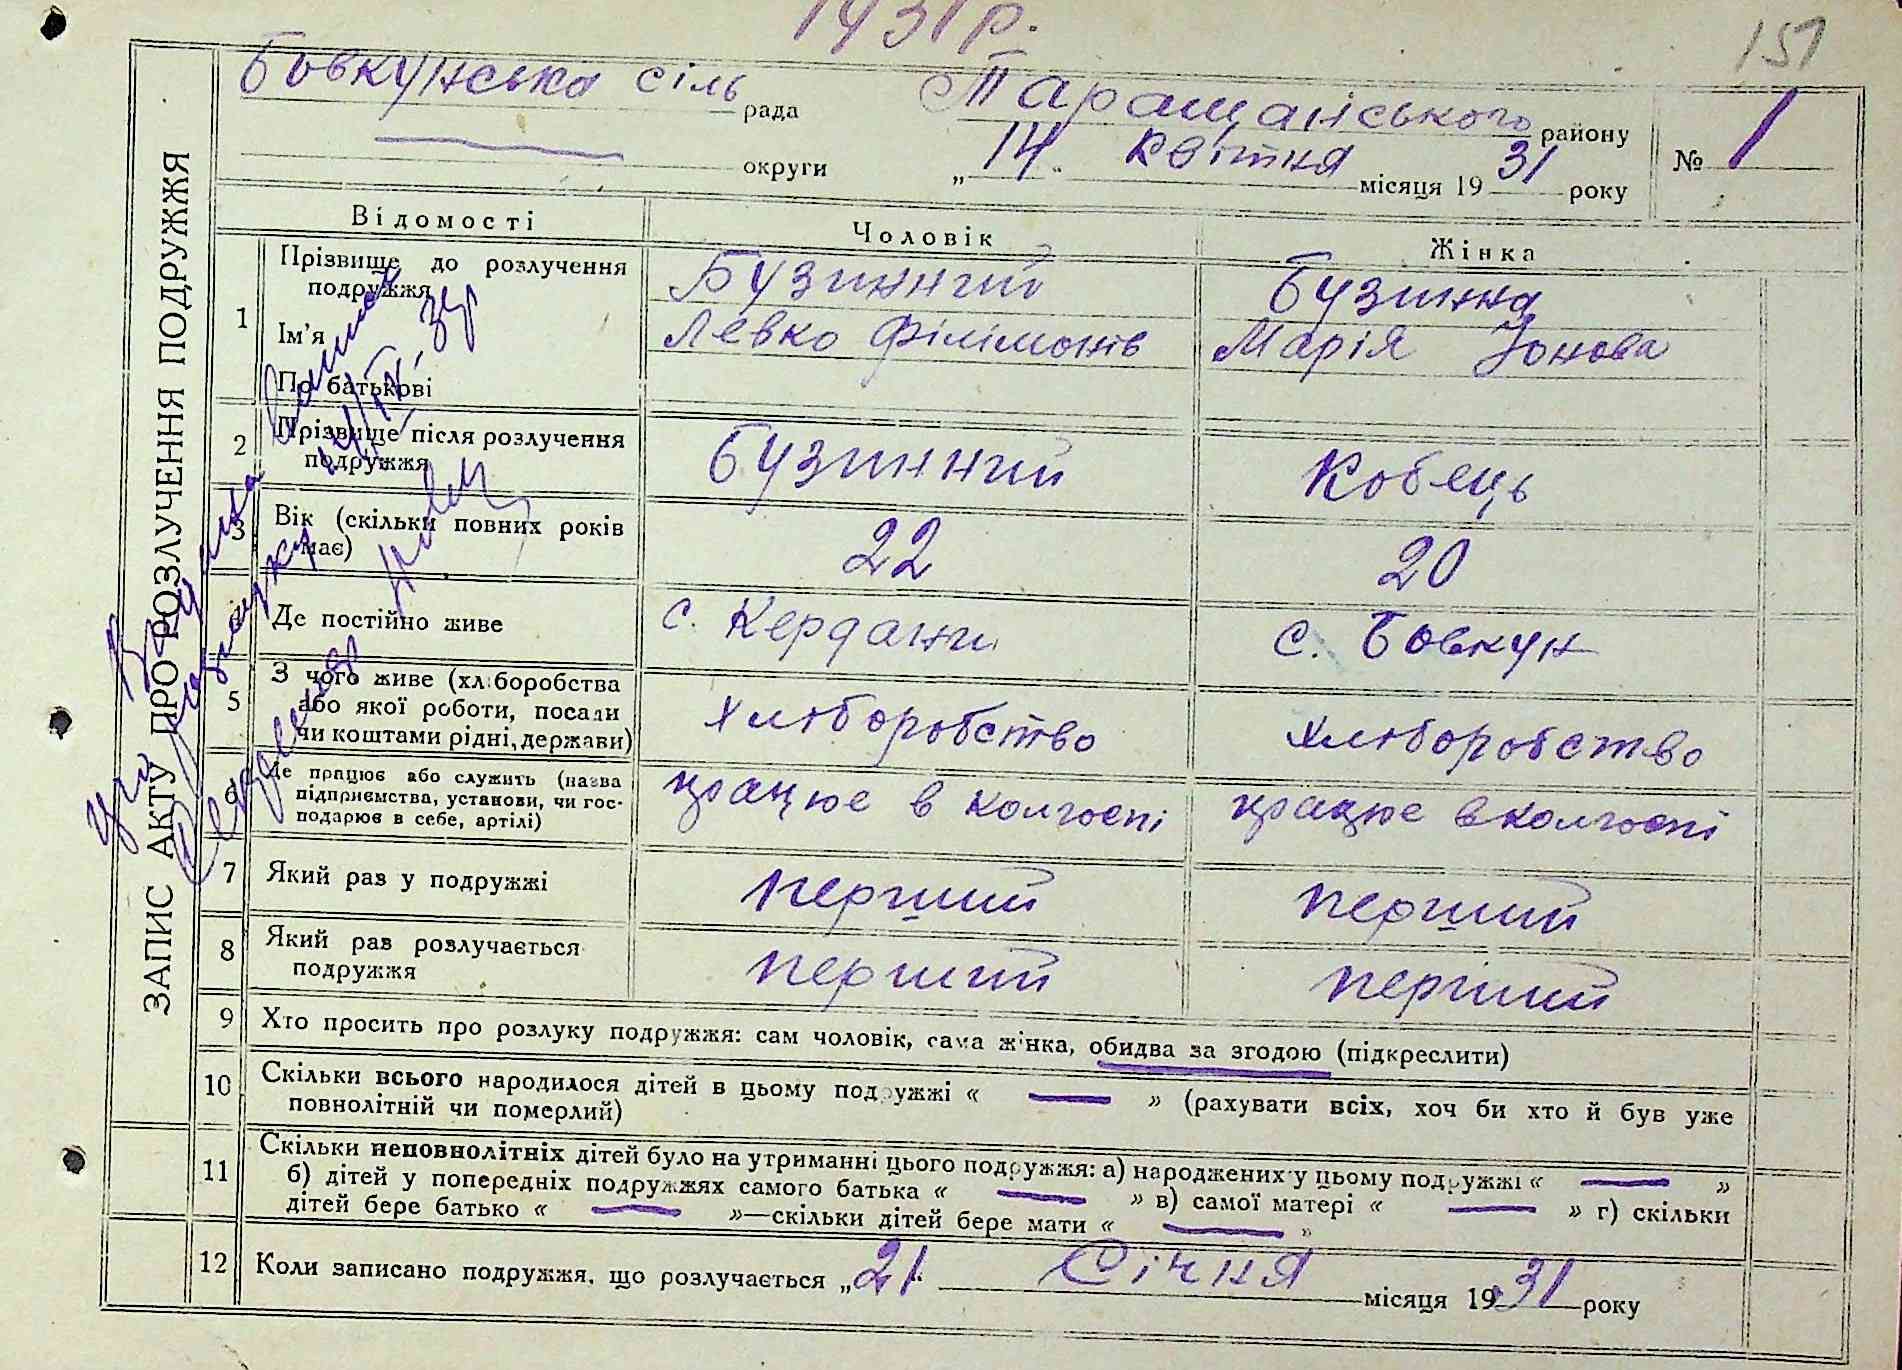 1931 р.
151
Бовкунська сіль рада Таращанського району № 1
округи „14“ Квітня місяця 1931 року
ЗАПИС АКТУ ПРО РОЗЛУЧЕННЯ ПОДРУЖЖЯ
Відомості Чоловік Жінка
1 Прізвище до розлучення подружжя Бузинний Бузинна
Ім’я Левко Філімонів Марія Іонова
По батькові
2 Прізвище після розлучення подружжя Бузинний Кобець
3 Вік (скільки повних років має) 22 20
4 Де постійно живе с. Кердани с. Бовкун
5 З чого живе (хліборобства або якої роботи, посади чи коштами рідні, держави) хлюборобство хлюборобство
6 Де працює або служить (назва підприємства, установи, чи господарює в себе, артілі) працює в колгоспі працює в колгоспі
7 Який раз у подружжі перший перший
8 Який раз розлучається подружжя перший перший
9 Хто просить про розлуку подружжя: сам чоловік, сама жінка, обидва за згодою (підкреслити)
10 Скільки всього народилося дітей в цьому подружжі « — » (рахувати всіх, хоч би хто й був уже
повнолітній чи померлий)
11 Скільки неповнолітніх дітей було на утриманні цього подружжя: а) народжених у цьому подружжі « — »
б) дітей у попередніх подружжях самого батька « — » в) самої матері « — » г) скільки
дітей бере батько « — »—скільки дітей бере мати « — »
12 Коли записано подружжя, що розлучається „21“ Січня місяця 1931 року